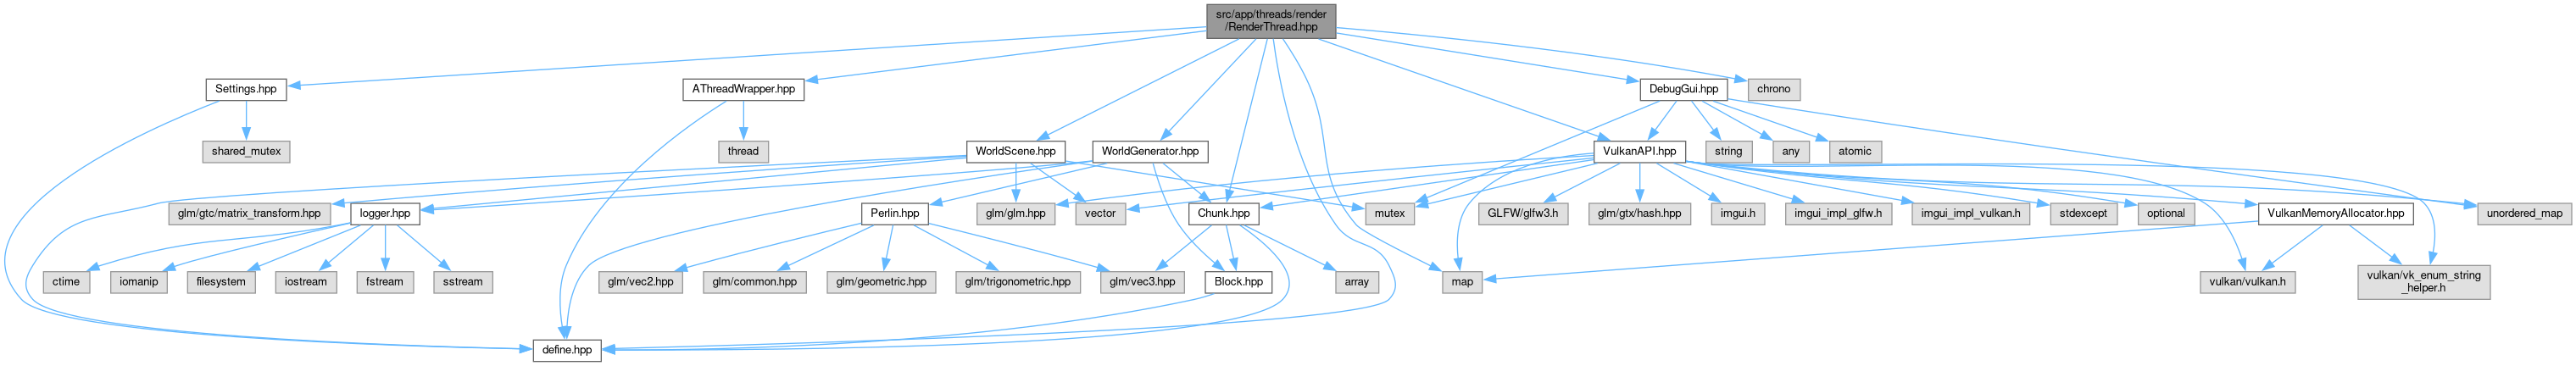 src/app/threads/render
/RenderThread.hpp
Settings.hpp
AThreadWrapper.hpp
DebugGui.hpp
chrono
shared_mutex
thread
WorldScene.hpp
WorldGenerator.hpp
VulkanAPI.hpp
string
any
atomic
glm/gtc/matrix_transform.hpp
logger.hpp
Perlin.hpp
glm/glm.hpp
vector
Chunk.hpp
mutex
GLFW/glfw3.h
glm/gtx/hash.hpp
imgui.h
imgui_impl_glfw.h
imgui_impl_vulkan.h
stdexcept
optional
VulkanMemoryAllocator.hpp
unordered_map
ctime
iomanip
filesystem
iostream
fstream
sstream
glm/vec2.hpp
glm/common.hpp
glm/geometric.hpp
glm/trigonometric.hpp
glm/vec3.hpp
Block.hpp
array
map
vulkan/vulkan.h
vulkan/vk_enum_string
_helper.h
define.hpp